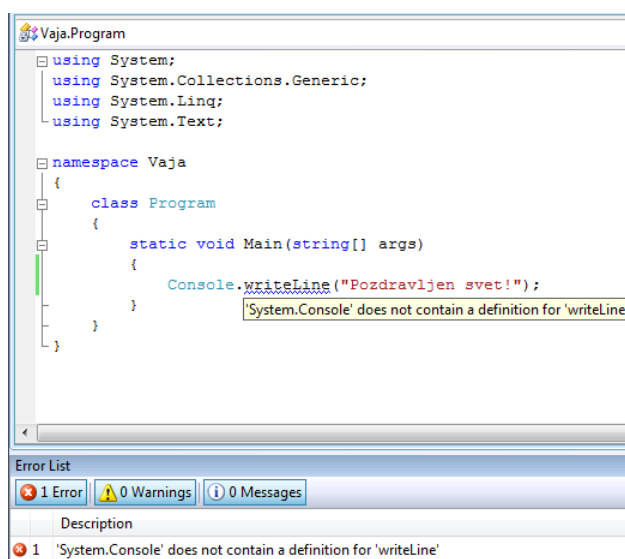 Vaja.Program
using System;
using System.Collections.Generic;
using System.Linq;
using System.Text;
namespace Vaja
{
class Program
{
static void Main(string[] args)
{
Console.writeLine("Pozdravljen svet!");
}
'System.Console' does not contain a definition for 'writeLine
}
}
Error List
1 Error 0 Warnings 0 Messages
Description
1 'System.Console' does not contain a definition for 'writeLine'